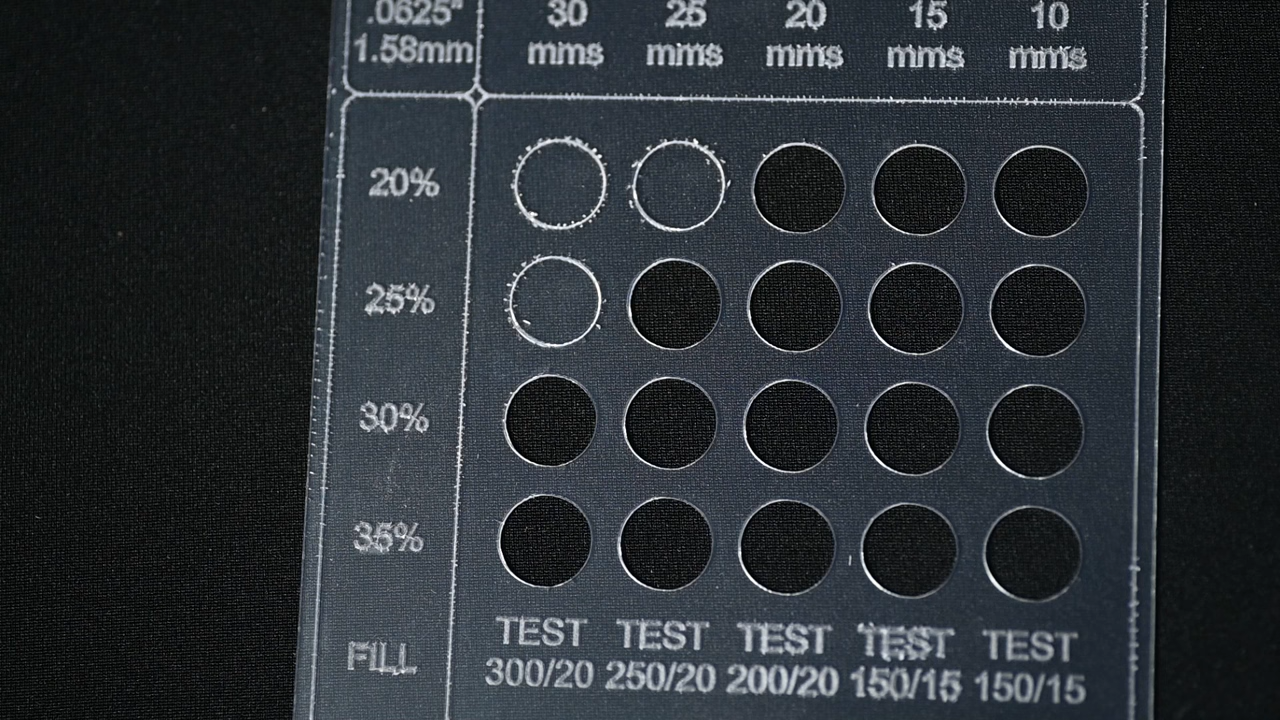 .0625" 30 25 20 15 10
1.58mm mms mms mms mms mms
20%
25%
30%
35%
TEST TEST TEST TEST TEST
FILL 300/20 250/20 200/20 150/15 150/15